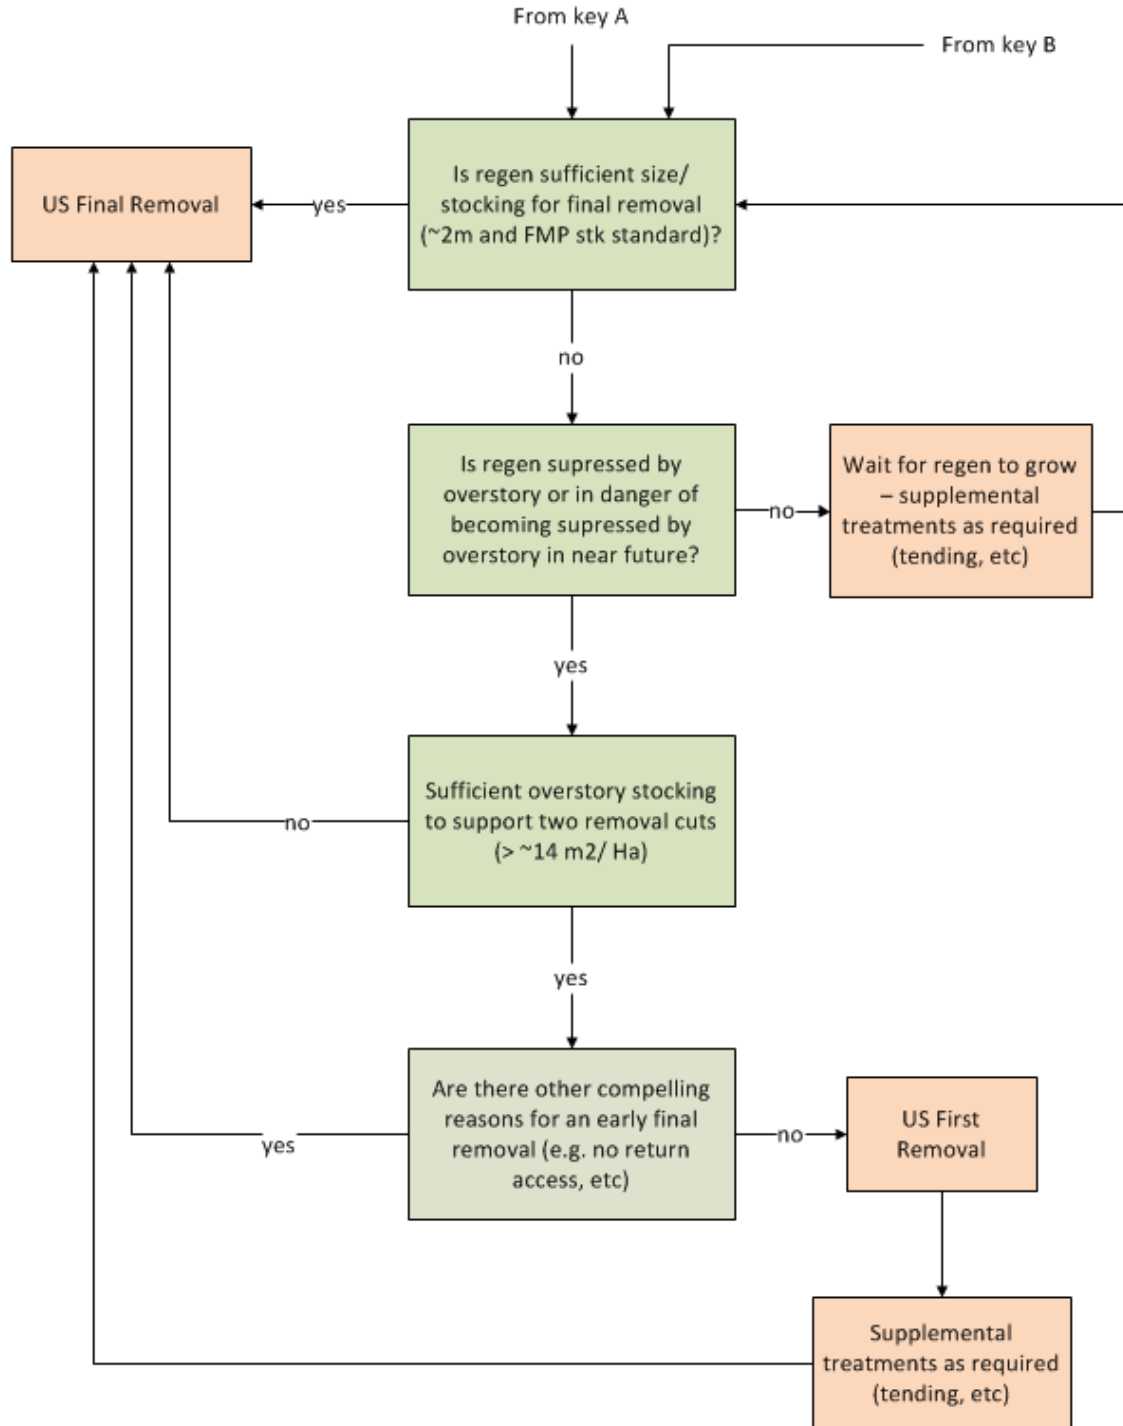 From key A
From key B
Is regen sufficient size/
stocking for final removal
(~2m and FMP stk standard)?
US Final Removal
yes
no
Is regen supressed by
overstory or in danger of
becoming supressed by
overstory in near future?
no
Wait for regen to grow
– supplemental
treatments as required
(tending, etc)
yes
Sufficient overstory stocking
to support two removal cuts
(> ~14 m2/ Ha)
no
yes
Are there other compelling
reasons for an early final
removal (e.g. no return
access, etc)
yes
no
US First
Removal
Supplemental
treatments as required
(tending, etc)